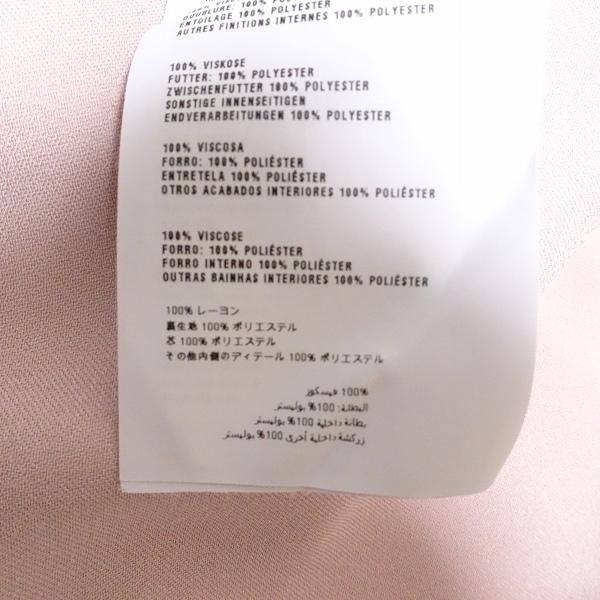 DOUBLURE: 100% POLYESTER
ENTOILAGE 100% POLYESTER
AUTRES FINITIONS INTERNES 100% POLYESTER
100% VISKOSE
FUTTER: 100% POLYESTER
ZWISCHENFUTTER 100% POLYESTER
SONSTIGE INNENSEITIGEN
ENDVERARBEITUNGEN 100% POLYESTER
100% VISCOSA
FORRO: 100% POLIÉSTER
ENTRETELA 100% POLIÉSTER
OTROS ACABADOS INTERIORES 100% POLIÉSTER
100% VISCOSE
FORRO: 100% POLIÉSTER
FORRO INTERNO 100% POLIÉSTER
OUTRAS BAINHAS INTERIORES 100% POLIÉSTER
100% レーヨン
裏生地 100% ポリエステル
芯 100% ポリエステル
その他内側のディテール 100% ポリエステル
100% فيسكوز
البطانة: 100% بوليستر
بطانة داخلية 100% بوليستر
زركشة داخلية أخرى 100% بوليستر